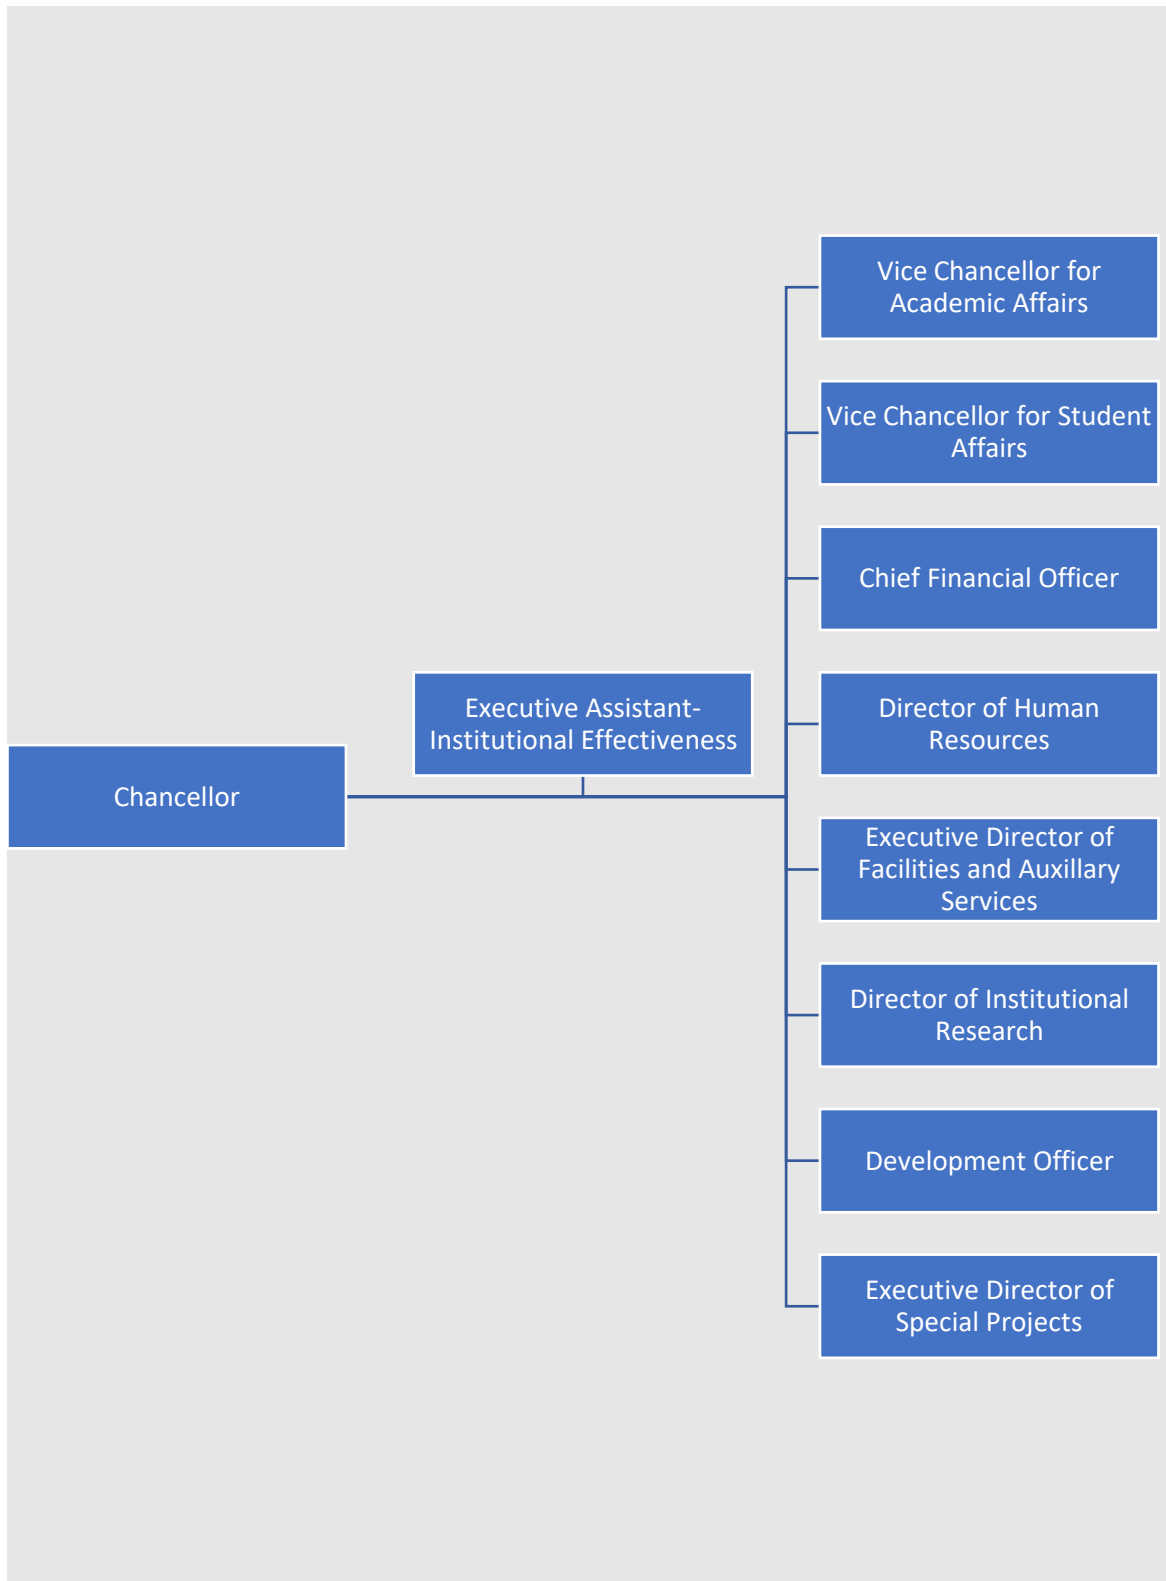 Chancellor
Executive Assistant-
Institutional Effectiveness
Vice Chancellor for
Academic Affairs
Vice Chancellor for Student
Affairs
Chief Financial Officer
Director of Human
Resources
Executive Director of
Facilities and Auxillary
Services
Director of Institutional
Research
Development Officer
Executive Director of
Special Projects